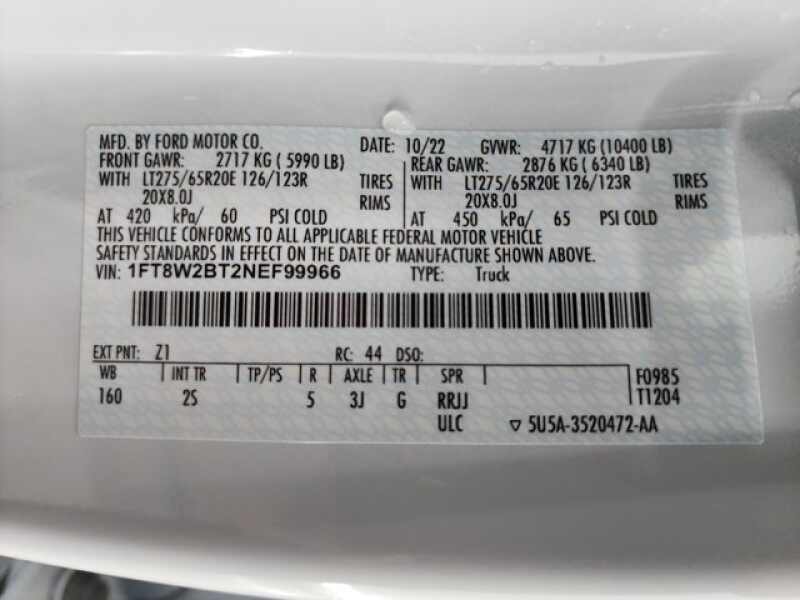 MFD. BY FORD MOTOR CO. DATE: 10/22 GVWR: 4717 KG (10400 LB)
FRONT GAWR: 2717 KG ( 5990 LB) REAR GAWR: 2876 KG ( 6340 LB)
WITH LT275/65R20E 126/123R TIRES WITH LT275/65R20E 126/123R TIRES
20X8.0J RIMS 20X8.0J RIMS
AT 420 kPa/ 60 PSI COLD AT 450 kPa/ 65 PSI COLD
THIS VEHICLE CONFORMS TO ALL APPLICABLE FEDERAL MOTOR VEHICLE
SAFETY STANDARDS IN EFFECT ON THE DATE OF MANUFACTURE SHOWN ABOVE.
VIN: 1FT8W2BT2NEF99966 TYPE: Truck
EXT PNT: Z1 RC: 44 DSO:
WB INT TR TP/PS R AXLE TR SPR F0985
160 2S 5 3J G RRJJ T1204
ULC ▽ 5U5A-3520472-AA